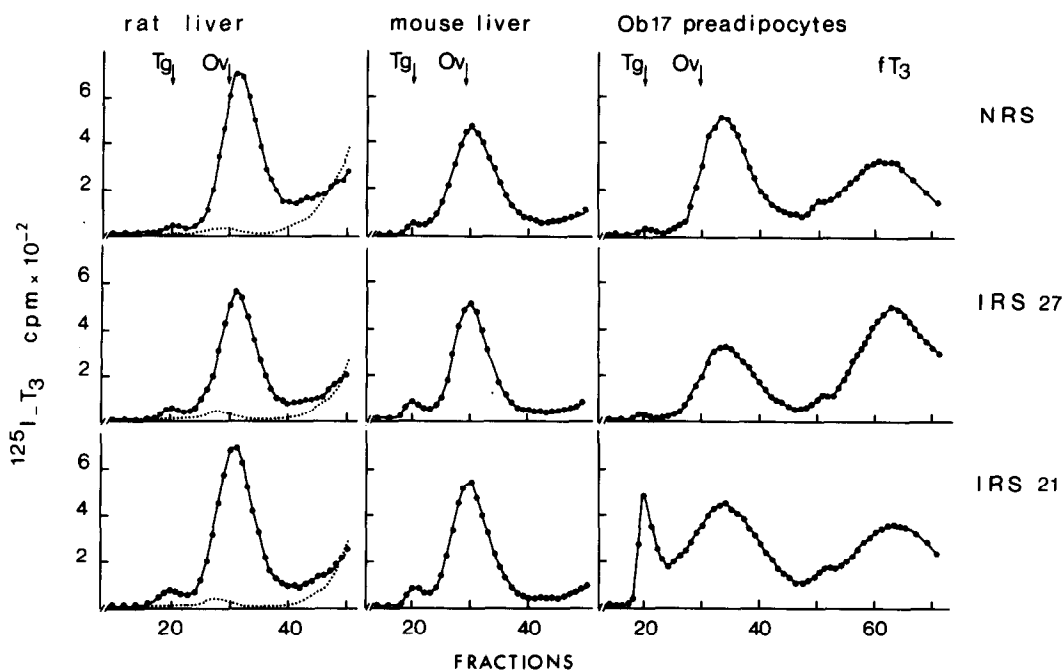 rat liver
mouse liver
Ob17 preadipocytes
Tg
Ov
Tg
Ov
Tg
Ov
fT3
NRS
6
4
2
IRS 27
6
4
2
IRS 21
6
4
2
125I-T3 cpm × 10-2
20
40
20
40
20
40
60
FRACTIONS